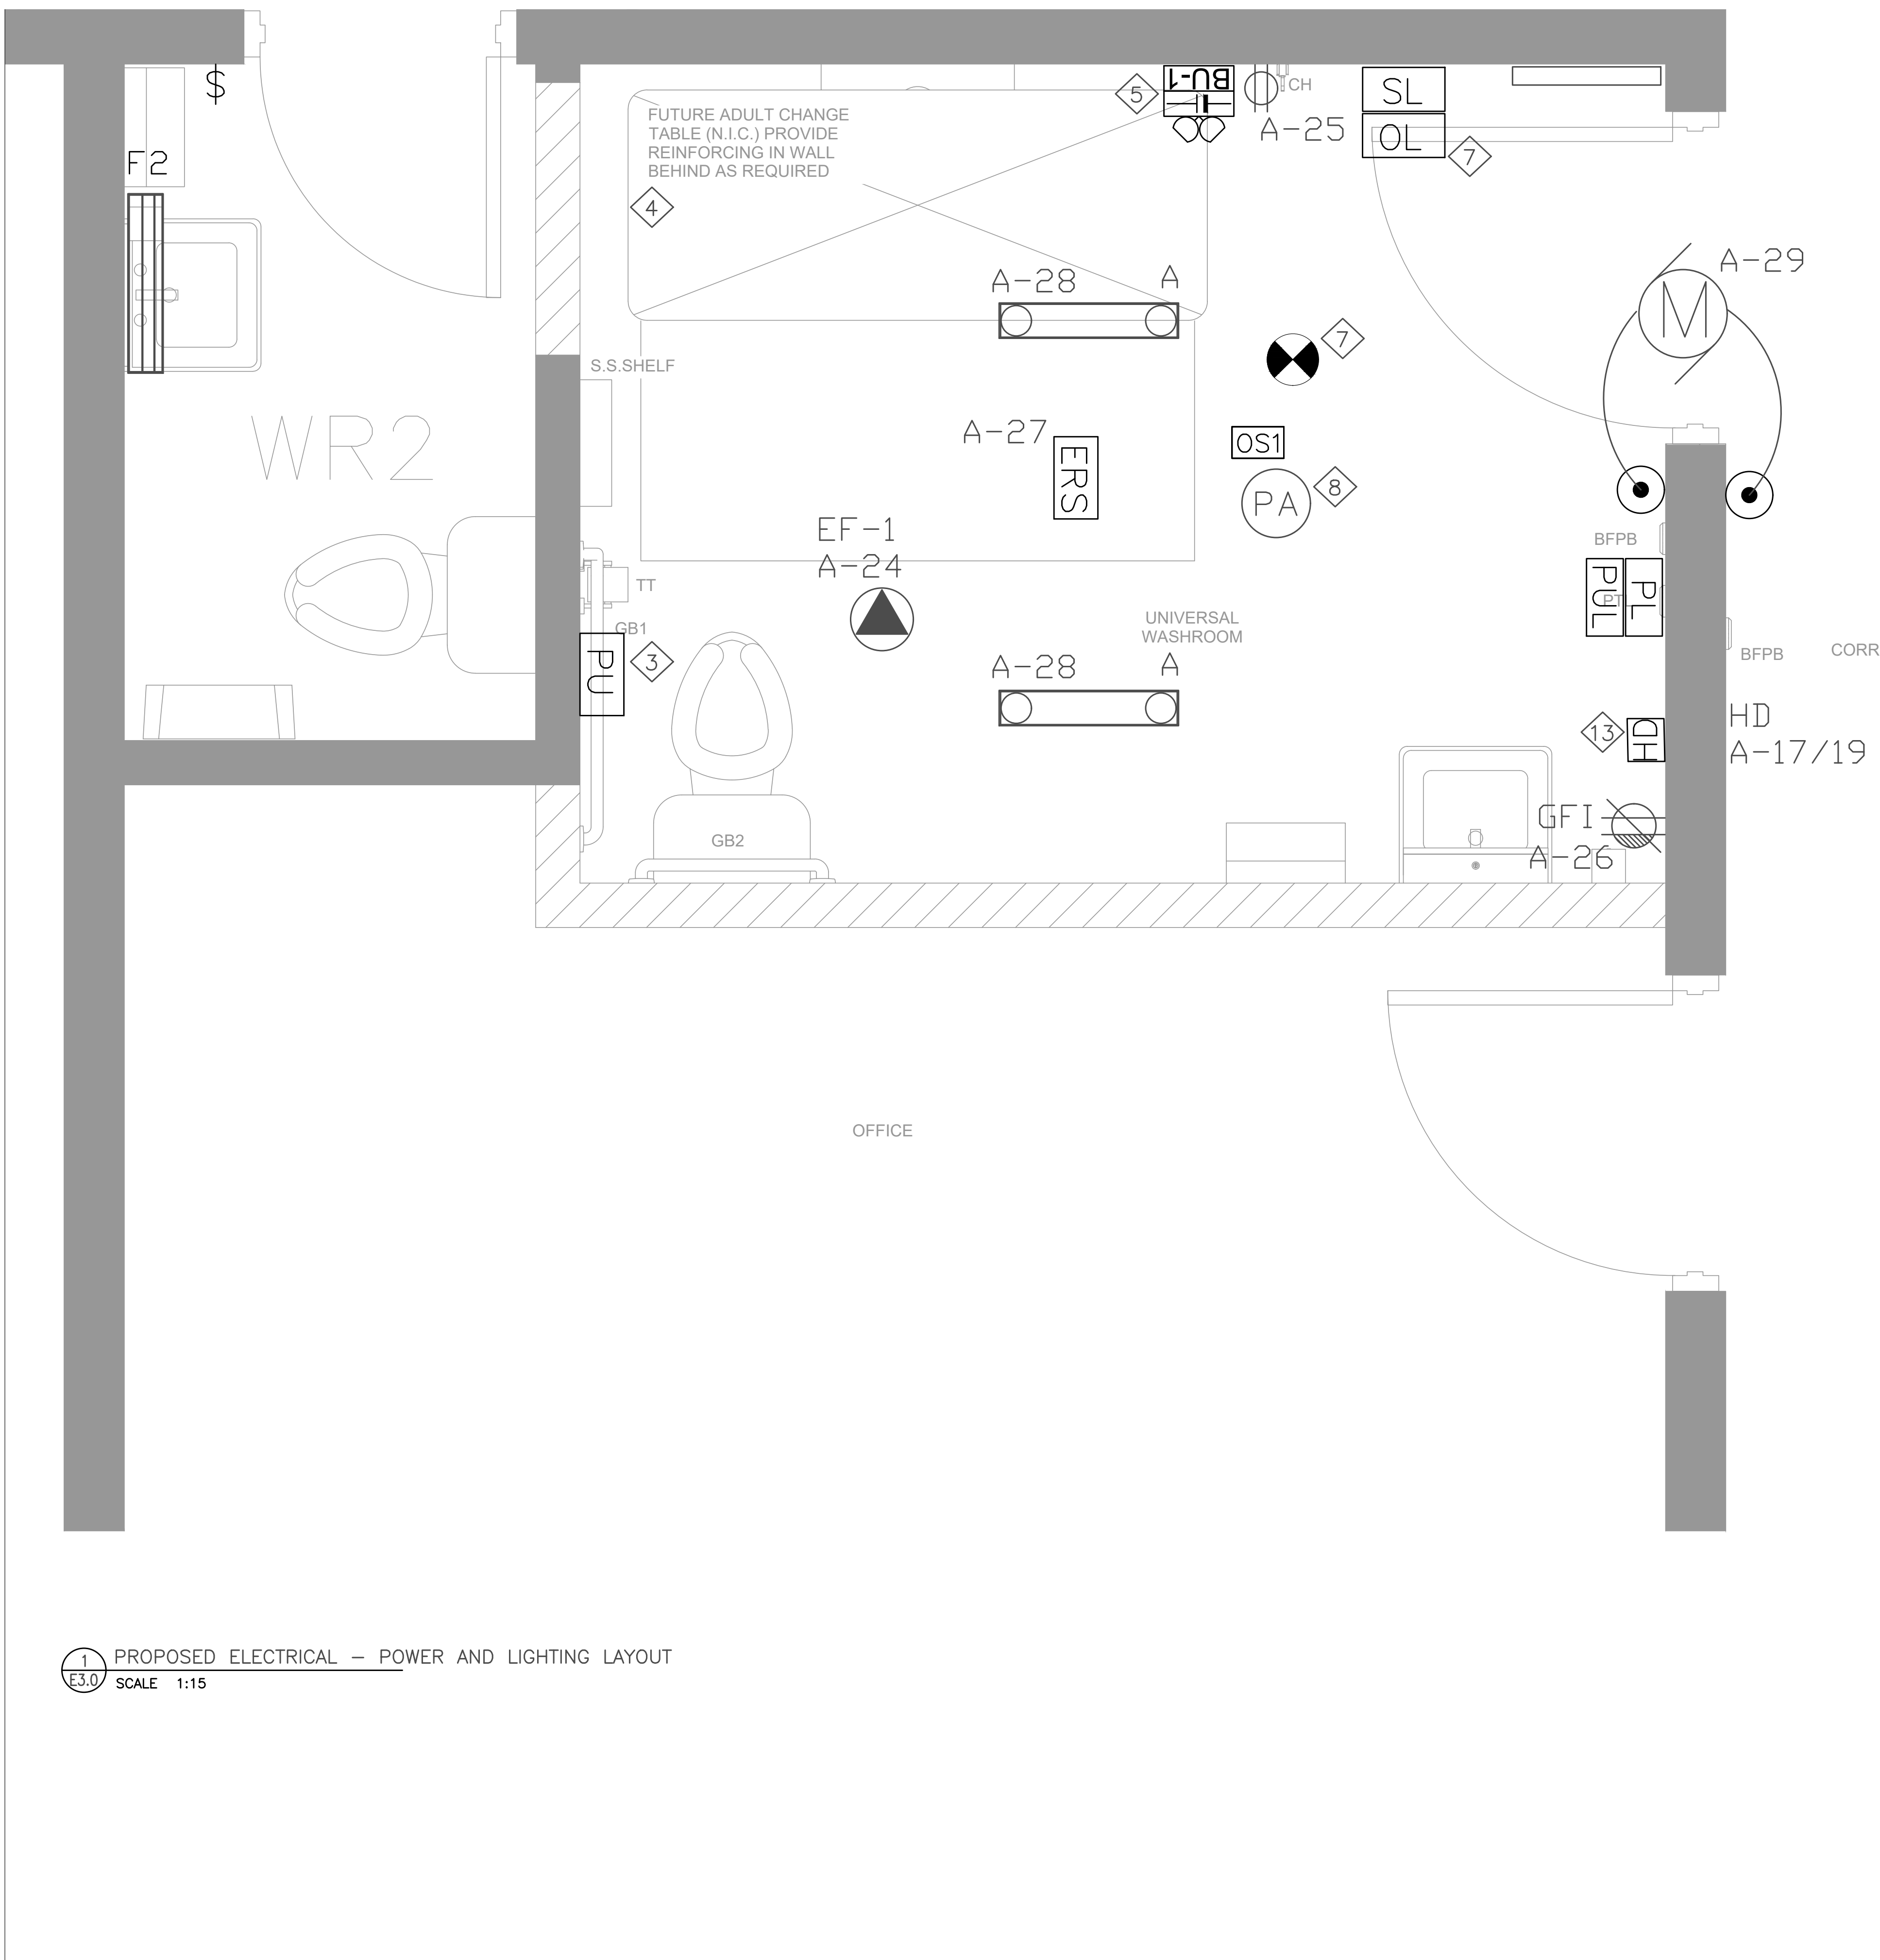 $
BU-1
5
CH
SL
OL
7
A-25
FUTURE ADULT CHANGE
TABLE (N.I.C.) PROVIDE
REINFORCING IN WALL
BEHIND AS REQUIRED
F2
4
A-28
A
A-29
M
7
S.S.SHELF
WR2
A-27
ERS
OS1
PA
8
EF-1
A-24
BFPB
PUL
PL
PT
TT
GB1
PU
3
UNIVERSAL
WASHROOM
BFPB
CORR
A-28
A
13
HD
HD
A-17/19
GFI
A-26
GB2
OFFICE
1
E3.0
PROPOSED ELECTRICAL - POWER AND LIGHTING LAYOUT
SCALE 1:15